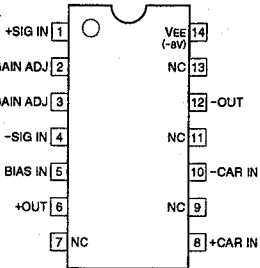 +SIG IN 1
GAIN ADJ 2
GAIN ADJ 3
-SIG IN 4
BIAS IN 5
+OUT 6
7 NC
VEE 14
(-8V)
NC 13
12 -OUT
NC 11
10 -CAR IN
NC 9
8 +CAR IN